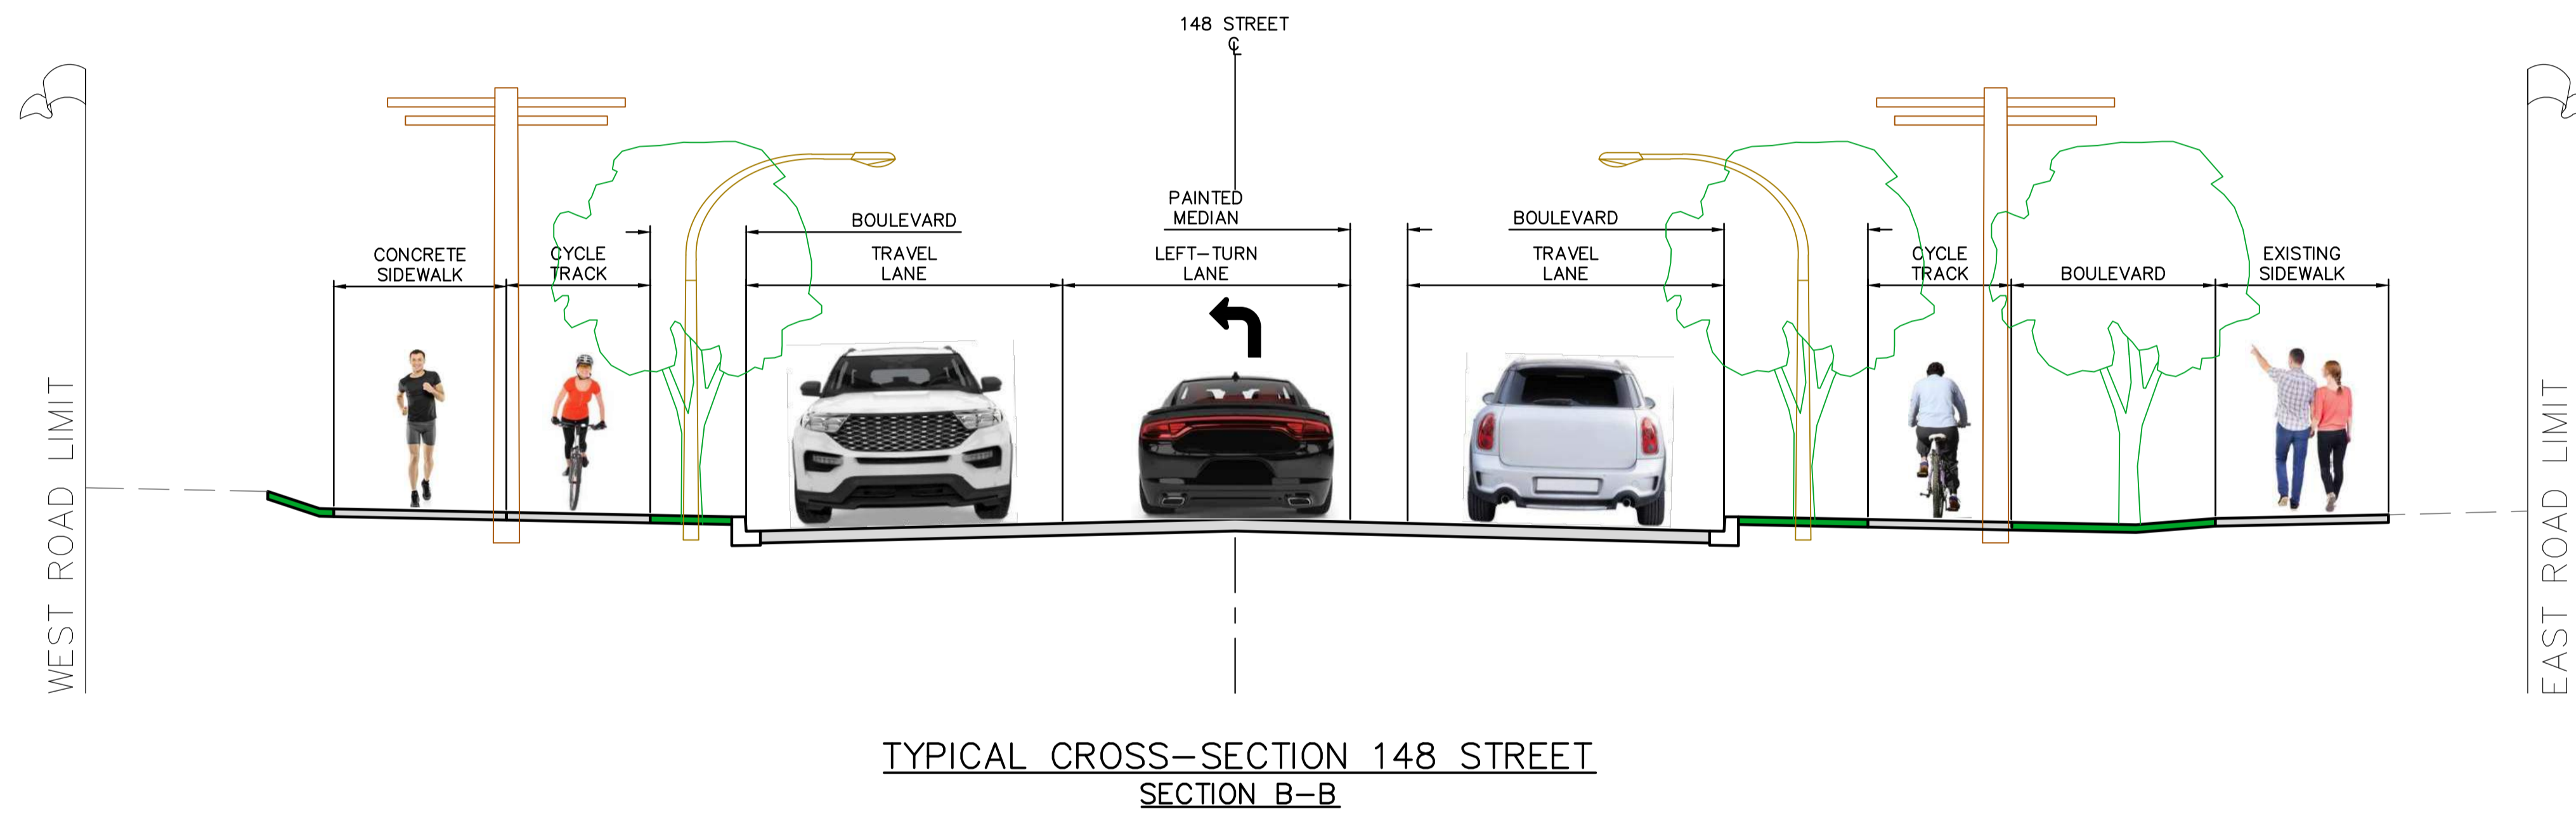 148 STREET
℄
PAINTED
MEDIAN
BOULEVARD
BOULEVARD
CONCRETE
SIDEWALK
CYCLE
TRACK
TRAVEL
LANE
LEFT-TURN
LANE
TRAVEL
LANE
CYCLE
TRACK
BOULEVARD
EXISTING
SIDEWALK
WEST ROAD LIMIT
EAST ROAD LIMIT
TYPICAL CROSS-SECTION 148 STREET
SECTION B-B